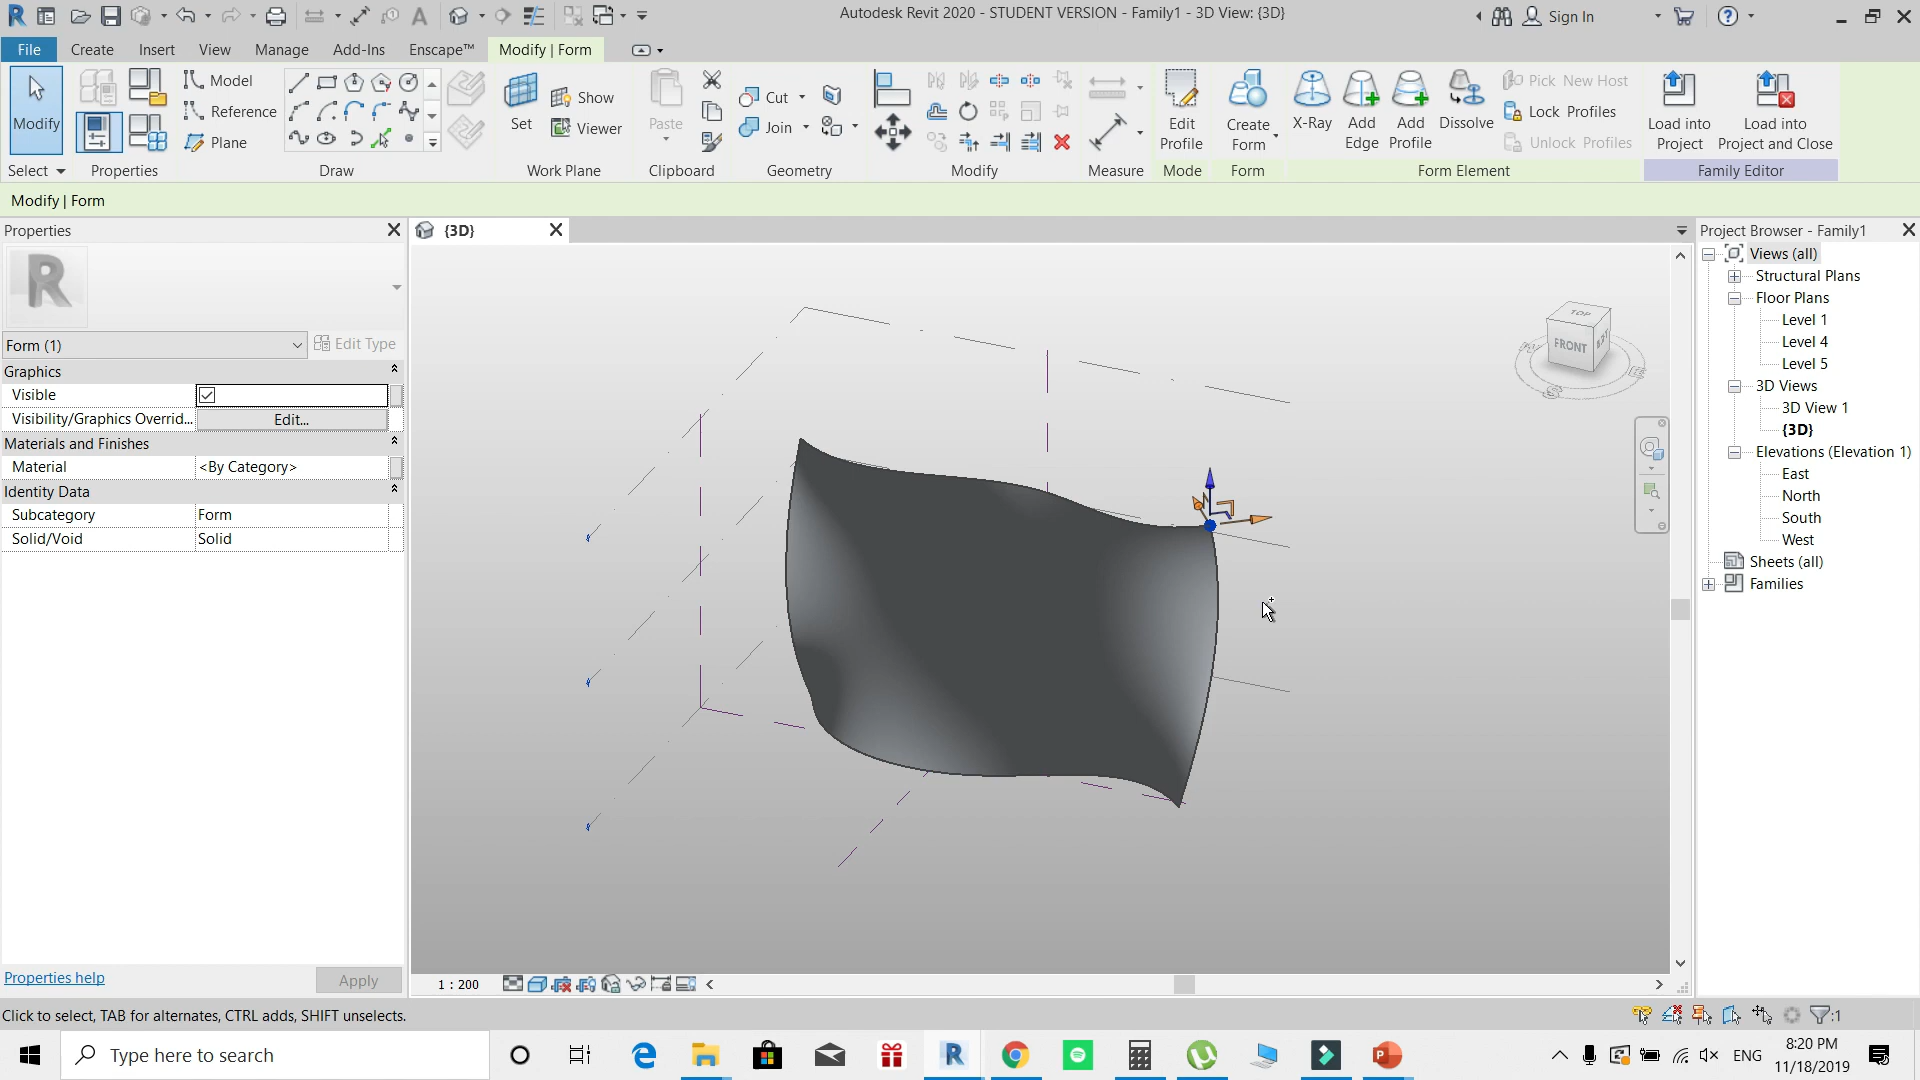 Autodesk Revit 2020 - STUDENT VERSION - Family1 - 3D View: {3D}
Sign In
File Create Insert View Manage Add-Ins Enscape™ Modify | Form
Modify
Select
Properties
Model
Reference
Plane
Draw
Set
Show
Viewer
Work Plane
Paste
Clipboard
Cut
Join
Geometry
Modify
Measure
Edit
Profile
Mode
Create
Form
Form
X-Ray
Add
Edge
Add
Profile
Dissolve
Pick New Host
Lock Profiles
Unlock Profiles
Form Element
Load into
Project
Load into
Project and Close
Family Editor
Modify | Form
Properties
R
Form (1)
Edit Type
Graphics
Visible
Visibility/Graphics Overrid... Edit...
Materials and Finishes
Material <By Category>
Identity Data
Subcategory Form
Solid/Void Solid
Properties help
Apply
{3D}
TOP
FRONT
S
E
1 : 200
Project Browser - Family1
Views (all)
Structural Plans
Floor Plans
Level 1
Level 4
Level 5
3D Views
3D View 1
{3D}
Elevations (Elevation 1)
East
North
South
West
Sheets (all)
Families
Click to select, TAB for alternates, CTRL adds, SHIFT unselects.
:1
Type here to search
ENG
8:20 PM
11/18/2019